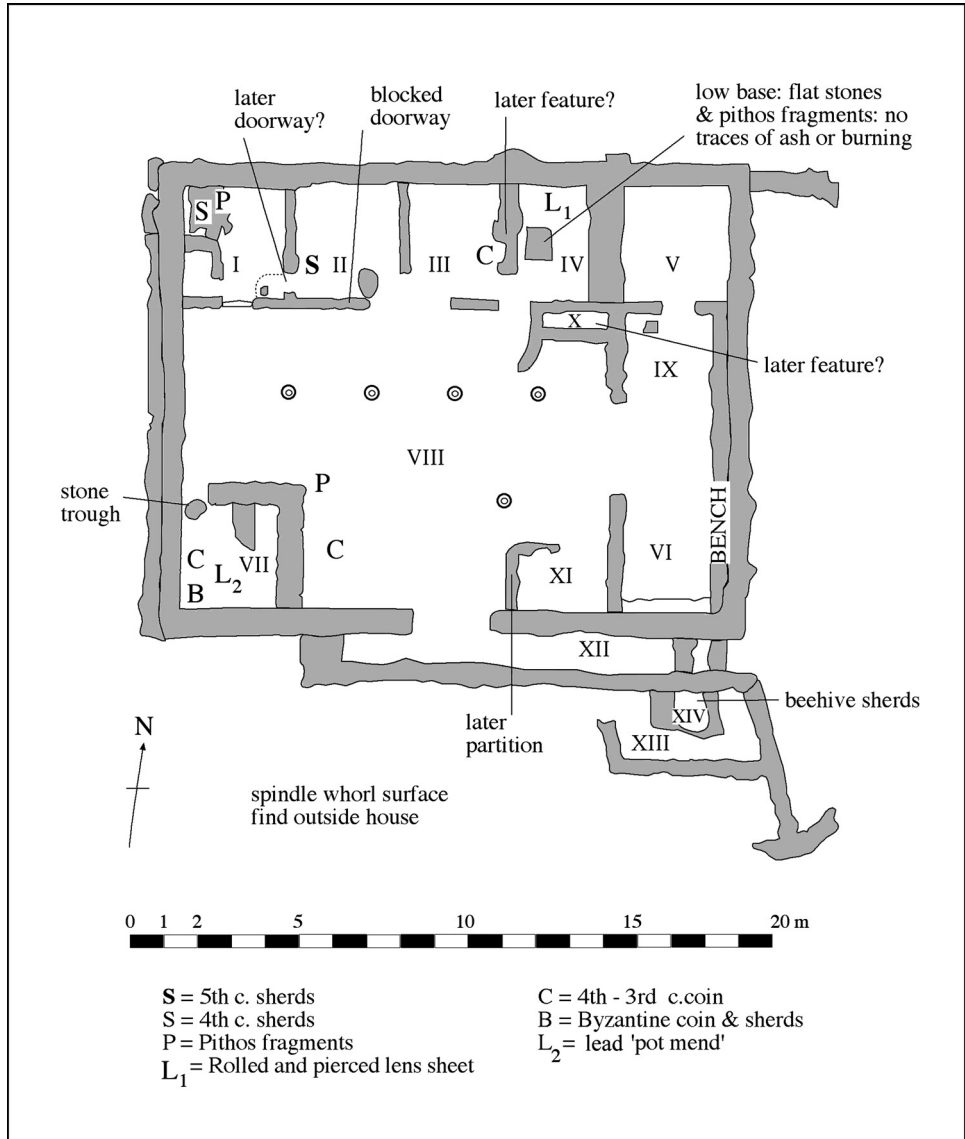 later
doorway?
blocked
doorway
later feature?
low base: flat stones
& pithos fragments: no
traces of ash or burning
S P
L1
C
I
S II
III
IV
V
X
IX
later feature?
VIII
stone
trough
P
C
C
L2 VII
B
XI
VI
BENCH
XII
beehive sherds
XIV
XIII
later
partition
N
spindle whorl surface
find outside house
0 1 2 5 10 15 20 m
S = 5th c. sherds
S = 4th c. sherds
P = Pithos fragments
L1 = Rolled and pierced lens sheet
C = 4th - 3rd c.coin
B = Byzantine coin & sherds
L2 = lead 'pot mend'